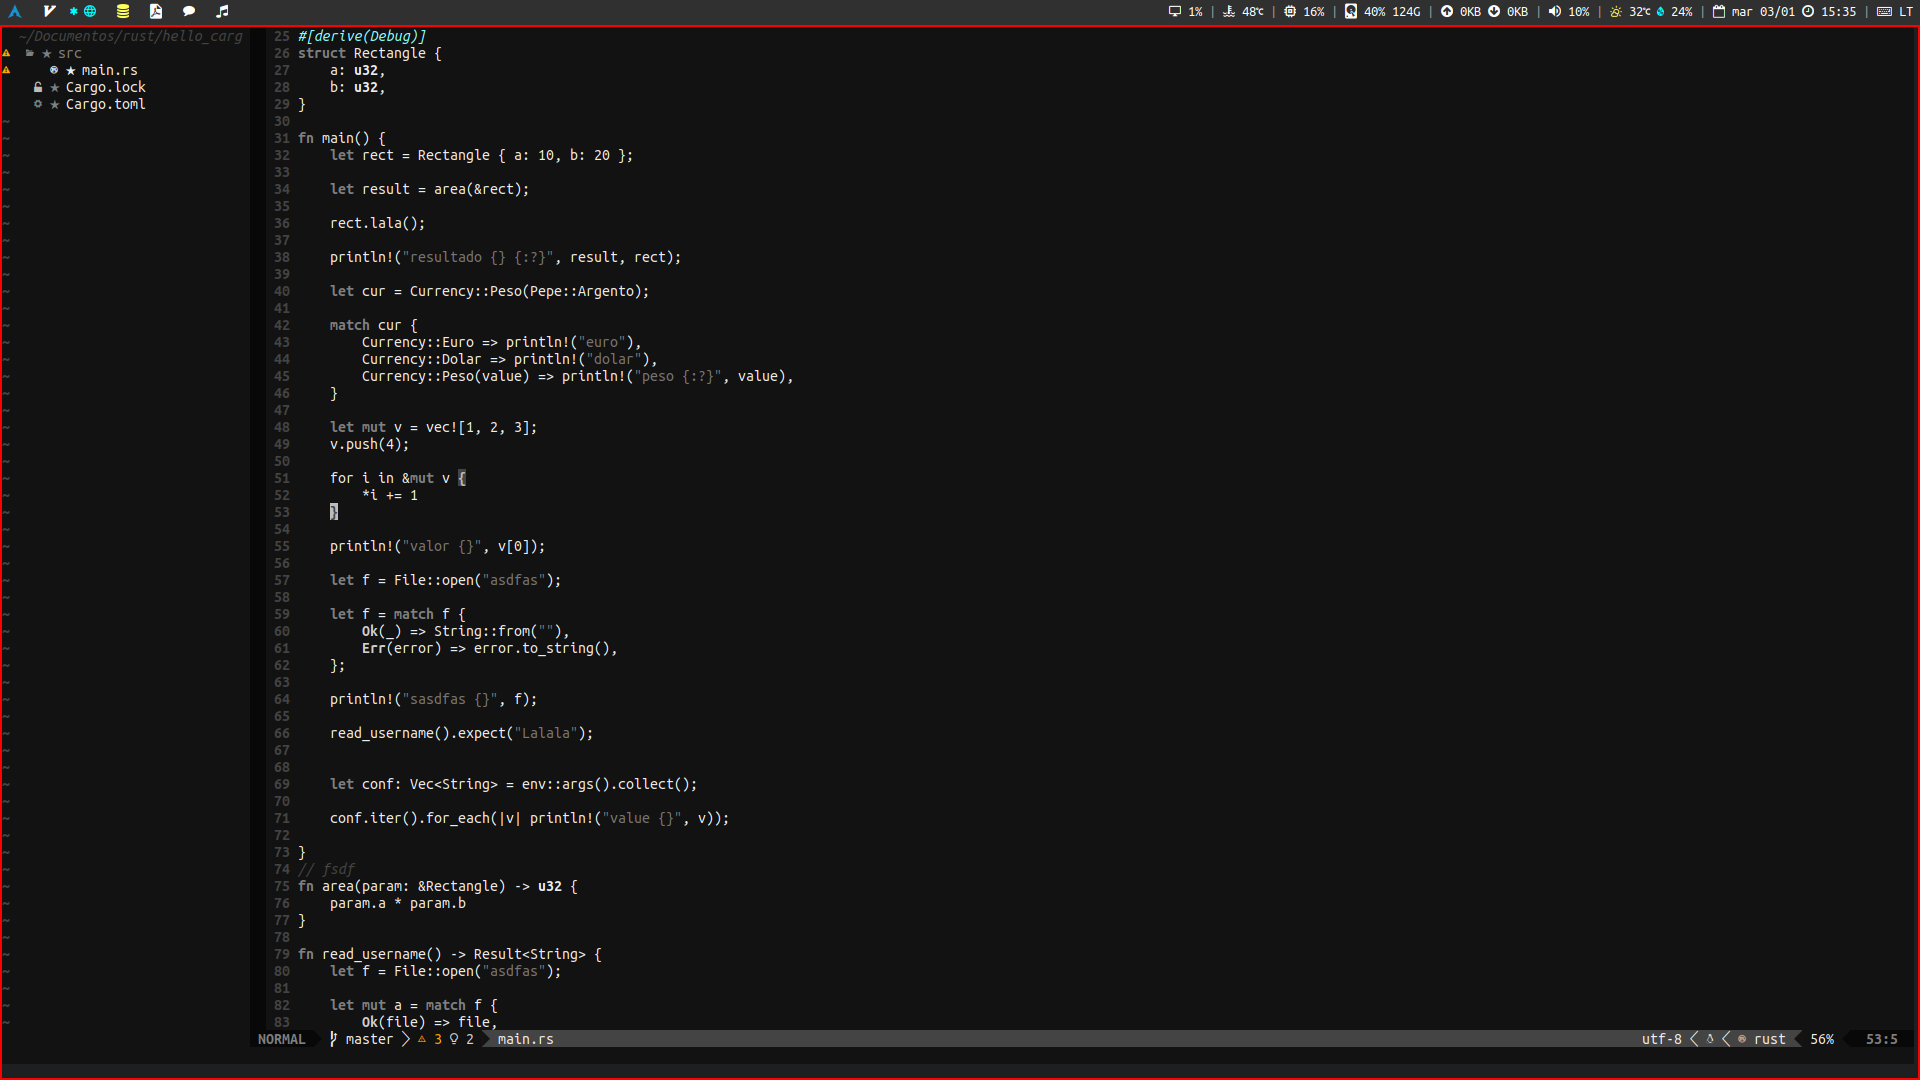 1% | 48℃ | 16% | 40% 124G | 0KB 0KB | 10% | 32℃ 24% | mar 03/01 15:35 | LT
~/Documentos/rust/hello_carg
src
main.rs
Cargo.lock
Cargo.toml
25 #[derive(Debug)]
26 struct Rectangle {
27     a: u32,
28     b: u32,
29 }
30
31 fn main() {
32     let rect = Rectangle { a: 10, b: 20 };
33
34     let result = area(&rect);
35
36     rect.lala();
37
38     println!("resultado {} {:?}", result, rect);
39
40     let cur = Currency::Peso(Pepe::Argento);
41
42     match cur {
43         Currency::Euro => println!("euro"),
44         Currency::Dolar => println!("dolar"),
45         Currency::Peso(value) => println!("peso {:?}", value),
46     }
47
48     let mut v = vec![1, 2, 3];
49     v.push(4);
50
51     for i in &mut v {
52         *i += 1
53     }
54
55     println!("valor {}", v[0]);
56
57     let f = File::open("asdfas");
58
59     let f = match f {
60         Ok(_) => String::from(""),
61         Err(error) => error.to_string(),
62     };
63
64     println!("sasdfas {}", f);
65
66     read_username().expect("Lalala");
67
68
69     let conf: Vec<String> = env::args().collect();
70
71     conf.iter().for_each(|v| println!("value {}", v));
72
73 }
74 // fsdf
75 fn area(param: &Rectangle) -> u32 {
76     param.a * param.b
77 }
78
79 fn read_username() -> Result<String> {
80     let f = File::open("asdfas");
81
82     let mut a = match f {
83         Ok(file) => file,
NORMAL master 3 2 main.rs utf-8 rust 56% 53:5